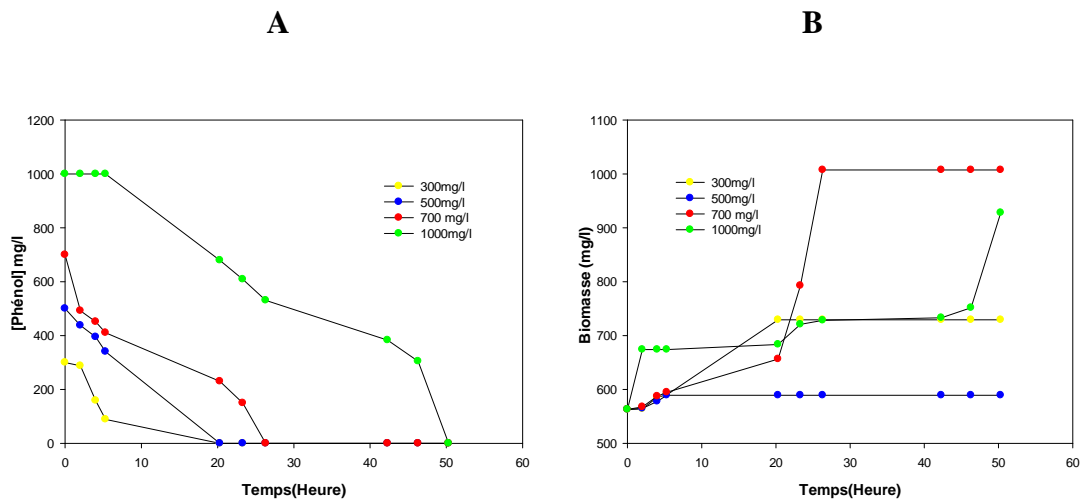 A
B
1200
1000
800
600
400
200
0
[Phénol] mg/l
300mg/l
500mg/l
700 mg/l
1000mg/l
0 10 20 30 40 50 60
Temps(Heure)
1100
1000
900
800
700
600
500
Biomasse (mg/l)
300mg/l
500mg/l
700 mg/l
1000mg/l
0 10 20 30 40 50 60
Temps(Heure)